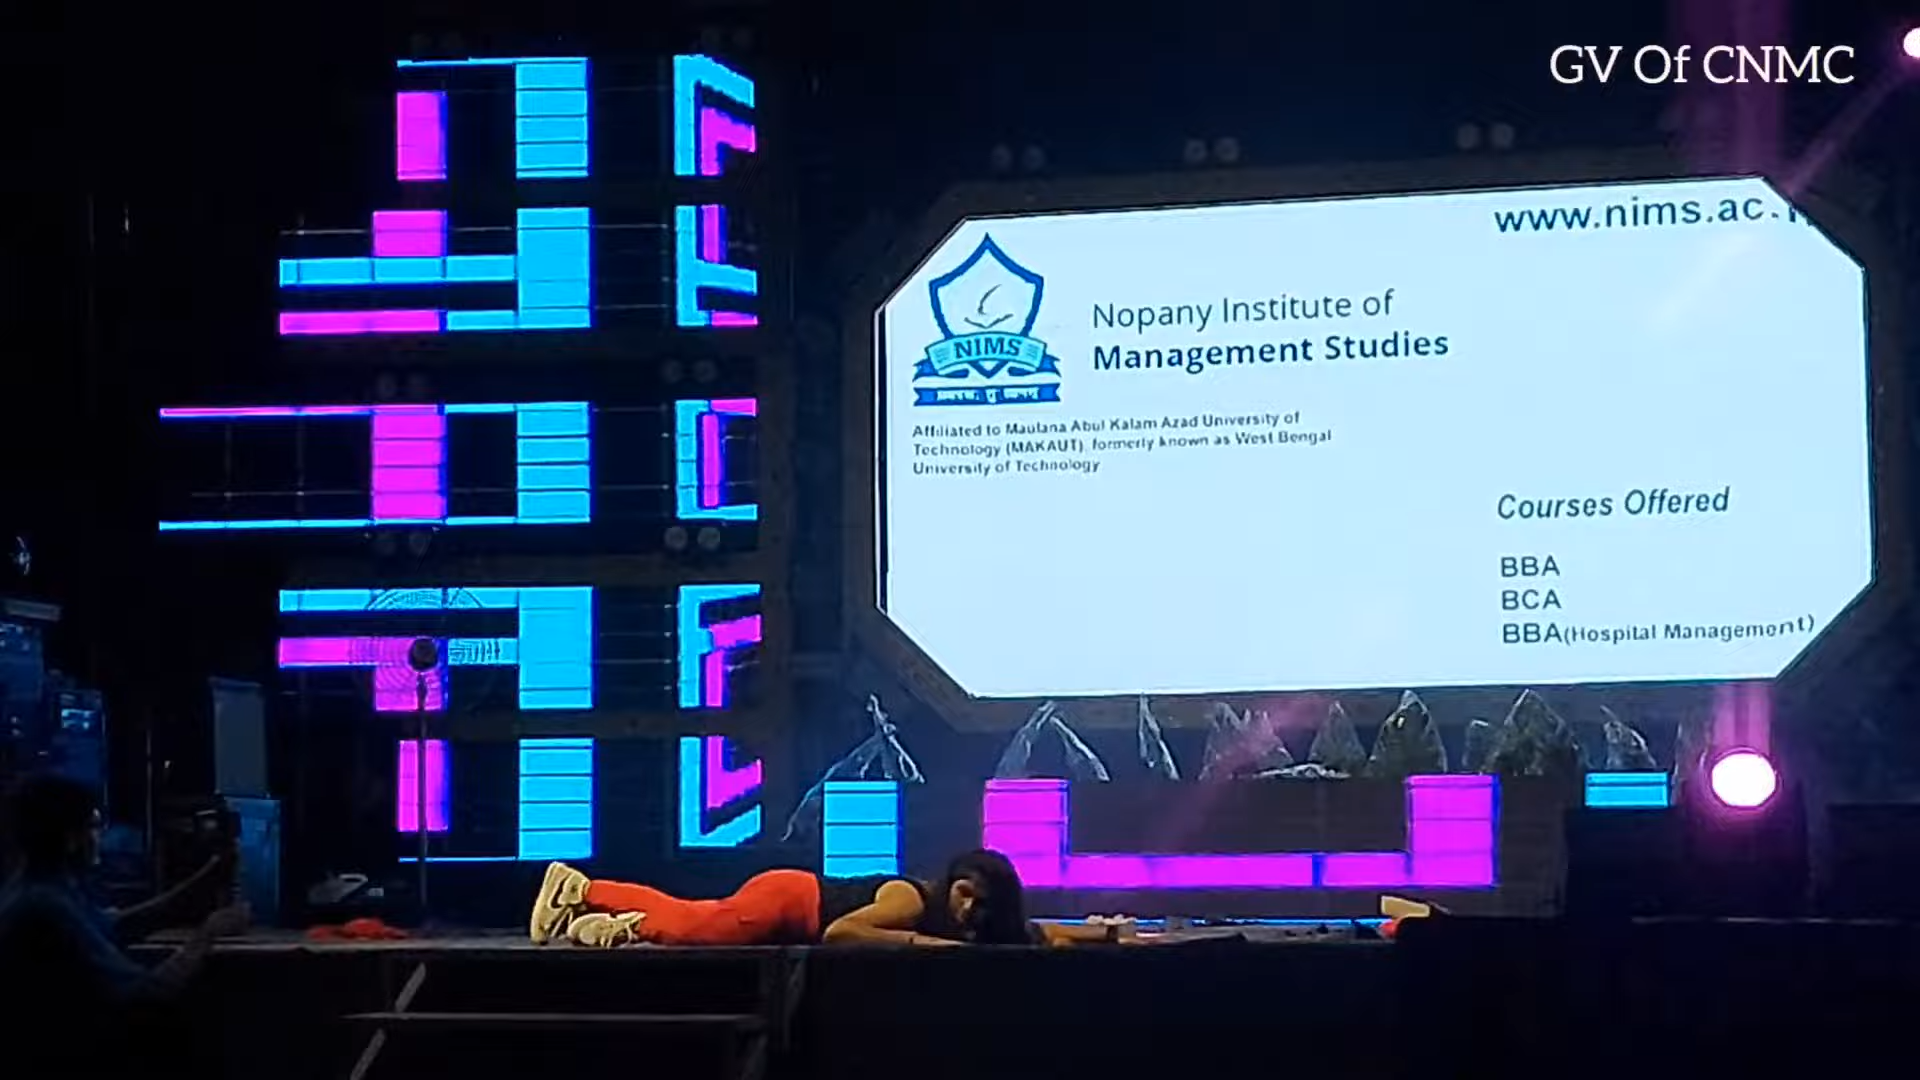 GV Of CNMC
www.nims.ac.
NIMS
Nopany Institute of
Management Studies
Affiliated to Maulana Abul Kalam Azad University of
Technology (MAKAUT), formerly known as West Bengal
University of Technology
Courses Offered
BBA
BCA
BBA(Hospital Management)